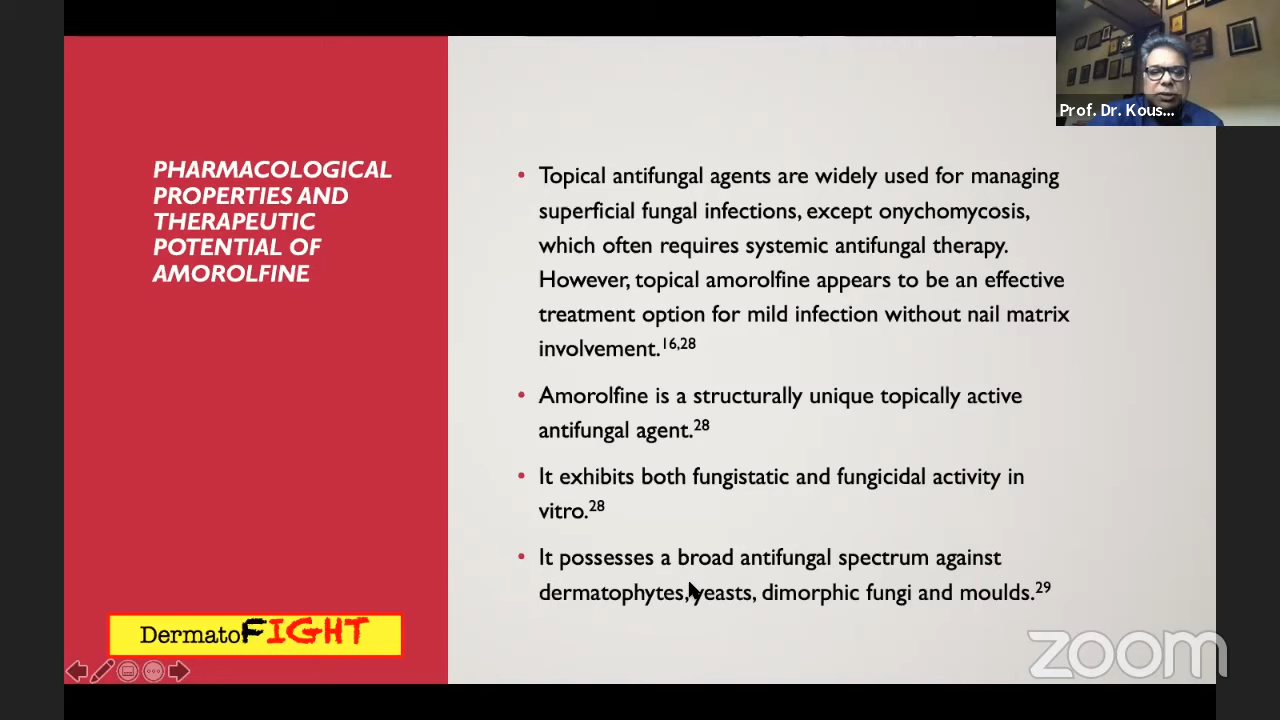 Prof. Dr. Kous...
PHARMACOLOGICAL
PROPERTIES AND
THERAPEUTIC
POTENTIAL OF
AMOROLFINE
• Topical antifungal agents are widely used for managing
superficial fungal infections, except onychomycosis,
which often requires systemic antifungal therapy.
However, topical amorolfine appears to be an effective
treatment option for mild infection without nail matrix
involvement.16,28
• Amorolfine is a structurally unique topically active
antifungal agent.28
• It exhibits both fungistatic and fungicidal activity in
vitro.28
• It possesses a broad antifungal spectrum against
dermatophytes, yeasts, dimorphic fungi and moulds.29
DermatoFIGHT
zoom